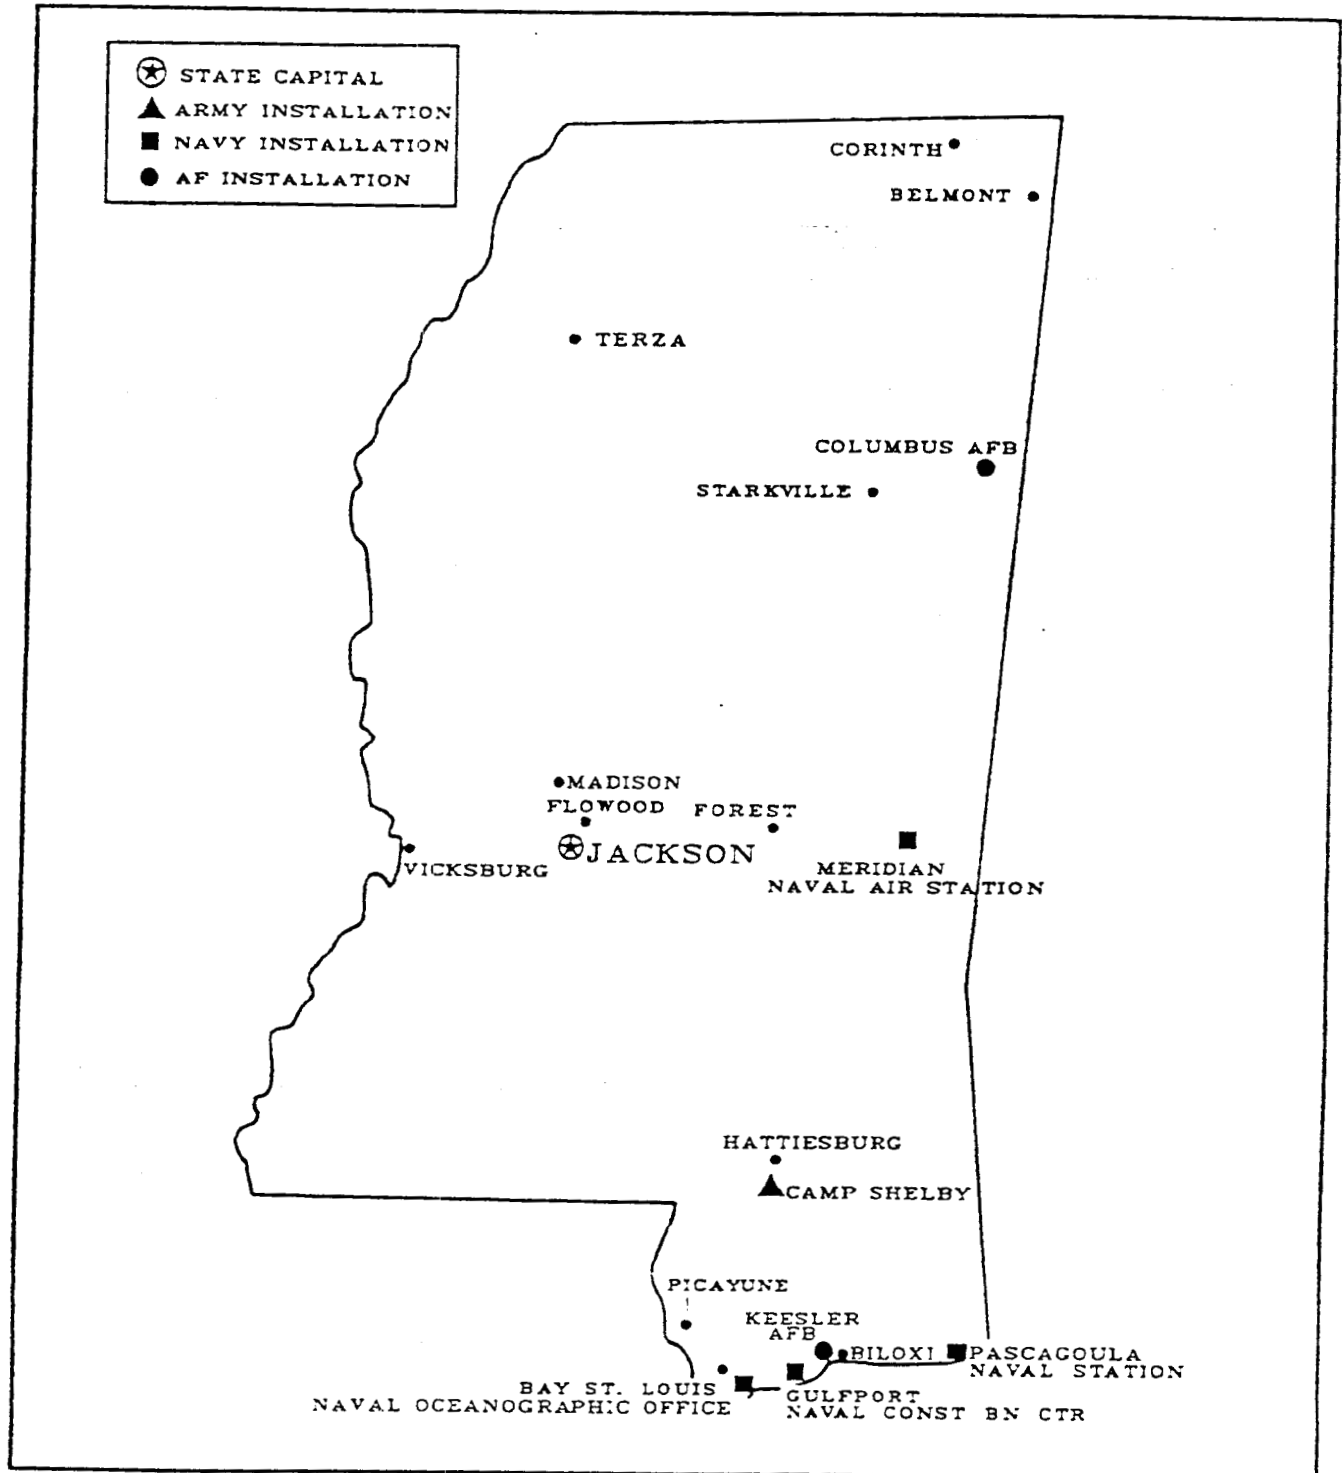 STATE CAPITAL
ARMY INSTALLATION
NAVY INSTALLATION
AF INSTALLATION
CORINTH
BELMONT
TERZA
COLUMBUS AFB
STARKVILLE
MADISON
FLOWOOD
FOREST
JACKSON
VICKSBURG
MERIDIAN
NAVAL AIR STATION
HATTIESBURG
CAMP SHELBY
PICAYUNE
KEESLER
AFB
BILOXI
PASCAGOULA
NAVAL STATION
BAY ST. LOUIS
NAVAL OCEANOGRAPHIC OFFICE
GULFPORT
NAVAL CONST BN CTR